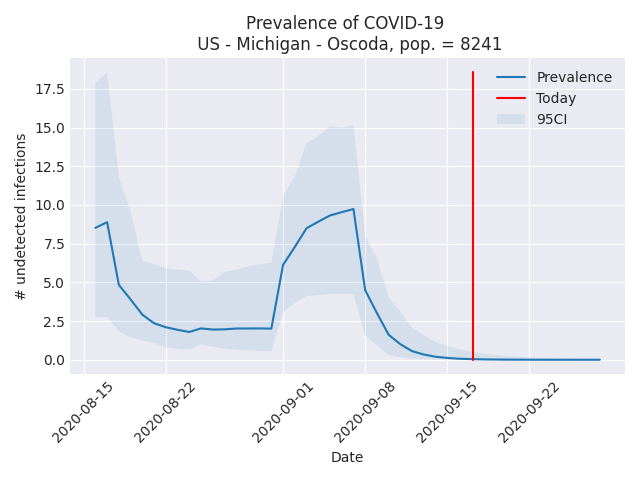 Prevalence of COVID-19
US - Michigan - Oscoda, pop. = 8241
Prevalence
Today
95CI
# undetected infections
17.5
15.0
12.5
10.0
7.5
5.0
2.5
0.0
2020-08-15
2020-08-22
2020-09-01
2020-09-08
2020-09-15
2020-09-22
Date